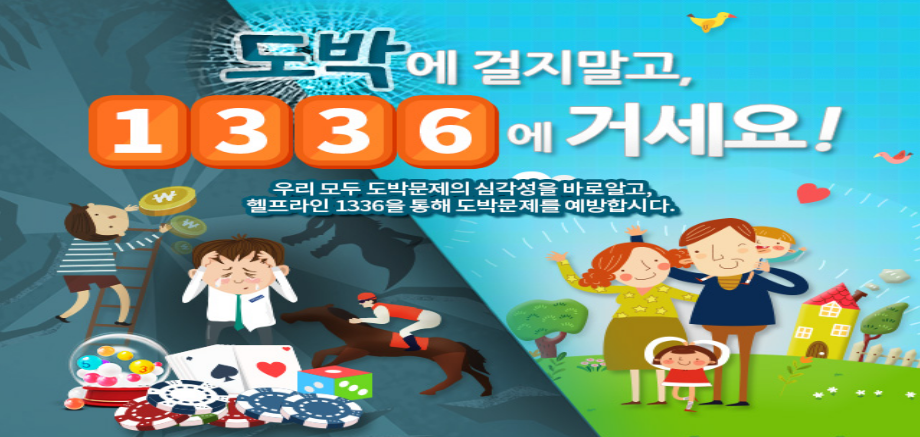 도박에 걸지말고,
1336에 거세요!
우리 모두 도박문제의 심각성을 바로알고,
헬프라인 1336을 통해 도박문제를 예방합시다.
₩
₩